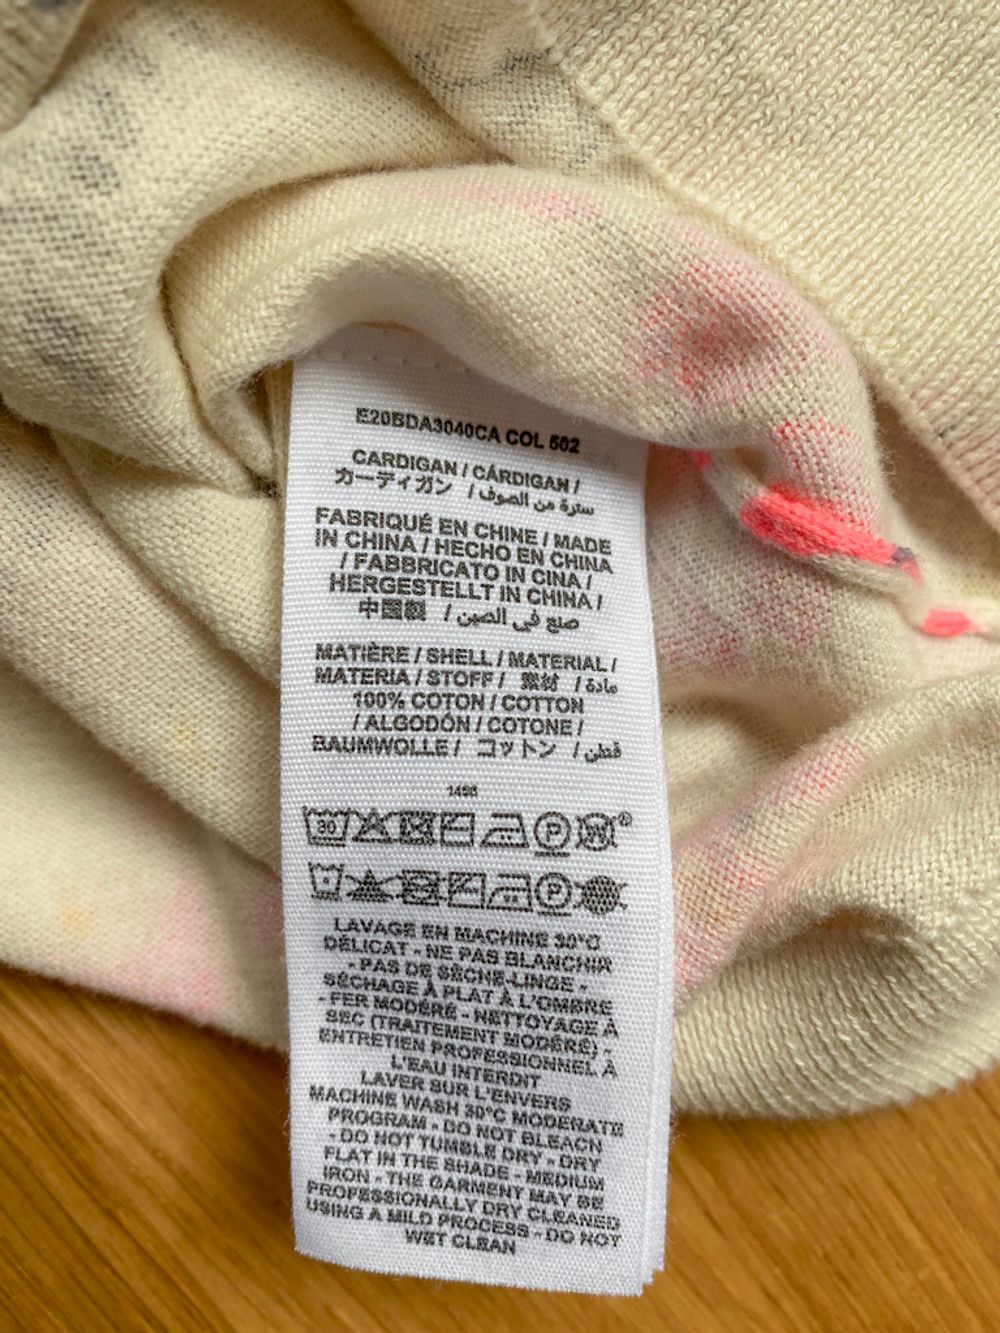 E20BDA3040CA COL 502
CARDIGAN / CÁRDIGAN /
カーディガン / سترة من الصوف
FABRIQUÉ EN CHINE / MADE
IN CHINA / HECHO EN CHINA
/ FABBRICATO IN CINA /
HERGESTELLT IN CHINA /
中国製 / صنع في الصين
MATIÈRE / SHELL / MATERIAL /
MATERIA / STOFF / 素材 / مادة
100% COTON / COTTON
/ ALGODÓN / COTONE /
BAUMWOLLE / コットン / قطن
1456
30 P W®
P
LAVAGE EN MACHINE 30°C
DÉLICAT - NE PAS BLANCHIR
- PAS DE SÈCHE-LINGE -
SÉCHAGE À PLAT À L'OMBRE
- FER MODÉRÉ - NETTOYAGE À
SEC (TRAITEMENT MODÉRÉ) -
ENTRETIEN PROFESSIONNEL À
L'EAU INTERDIT
LAVER SUR L'ENVERS
MACHINE WASH 30°C MODERATE
PROGRAM - DO NOT BLEACH
- DO NOT TUMBLE DRY - DRY
FLAT IN THE SHADE - MEDIUM
IRON - THE GARMENT MAY BE
PROFESSIONALLY DRY CLEANED
USING A MILD PROCESS - DO NOT
WET CLEAN